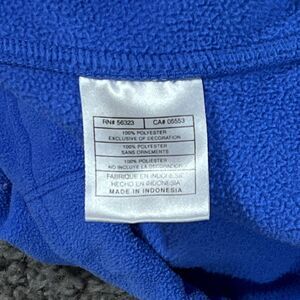 RN# 56323 CA# 05553
100% POLYESTER
EXCLUSIVE OF DECORATION
100% POLYESTER
SANS ORNEMENTS
100% POLIESTER
NO INCLUYE LA DECORACION
FABRIQUE EN INDONESIE
HECHO EN INDONESIA
MADE IN INDONESIA